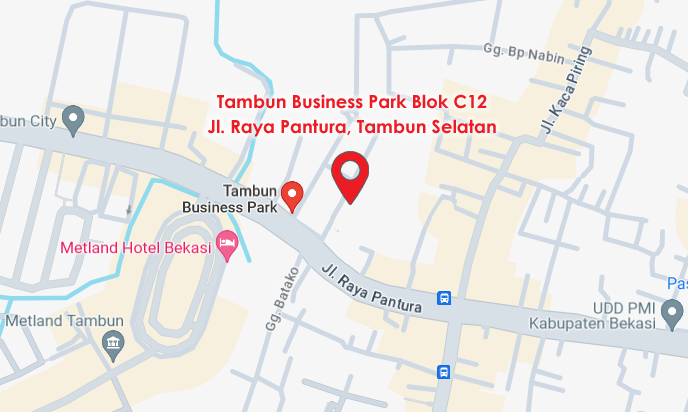 Gg. Bp Nabin
Jl. Kaca Piring
Tambun Business Park Blok C12
Jl. Raya Pantura, Tambun Selatan
bun City
Tambun
Business Park
Metland Hotel Bekasi
Gg. Batako
Jl. Raya Pantura
Pas
UDD PMI
Kabupaten Bekasi
Metland Tambun